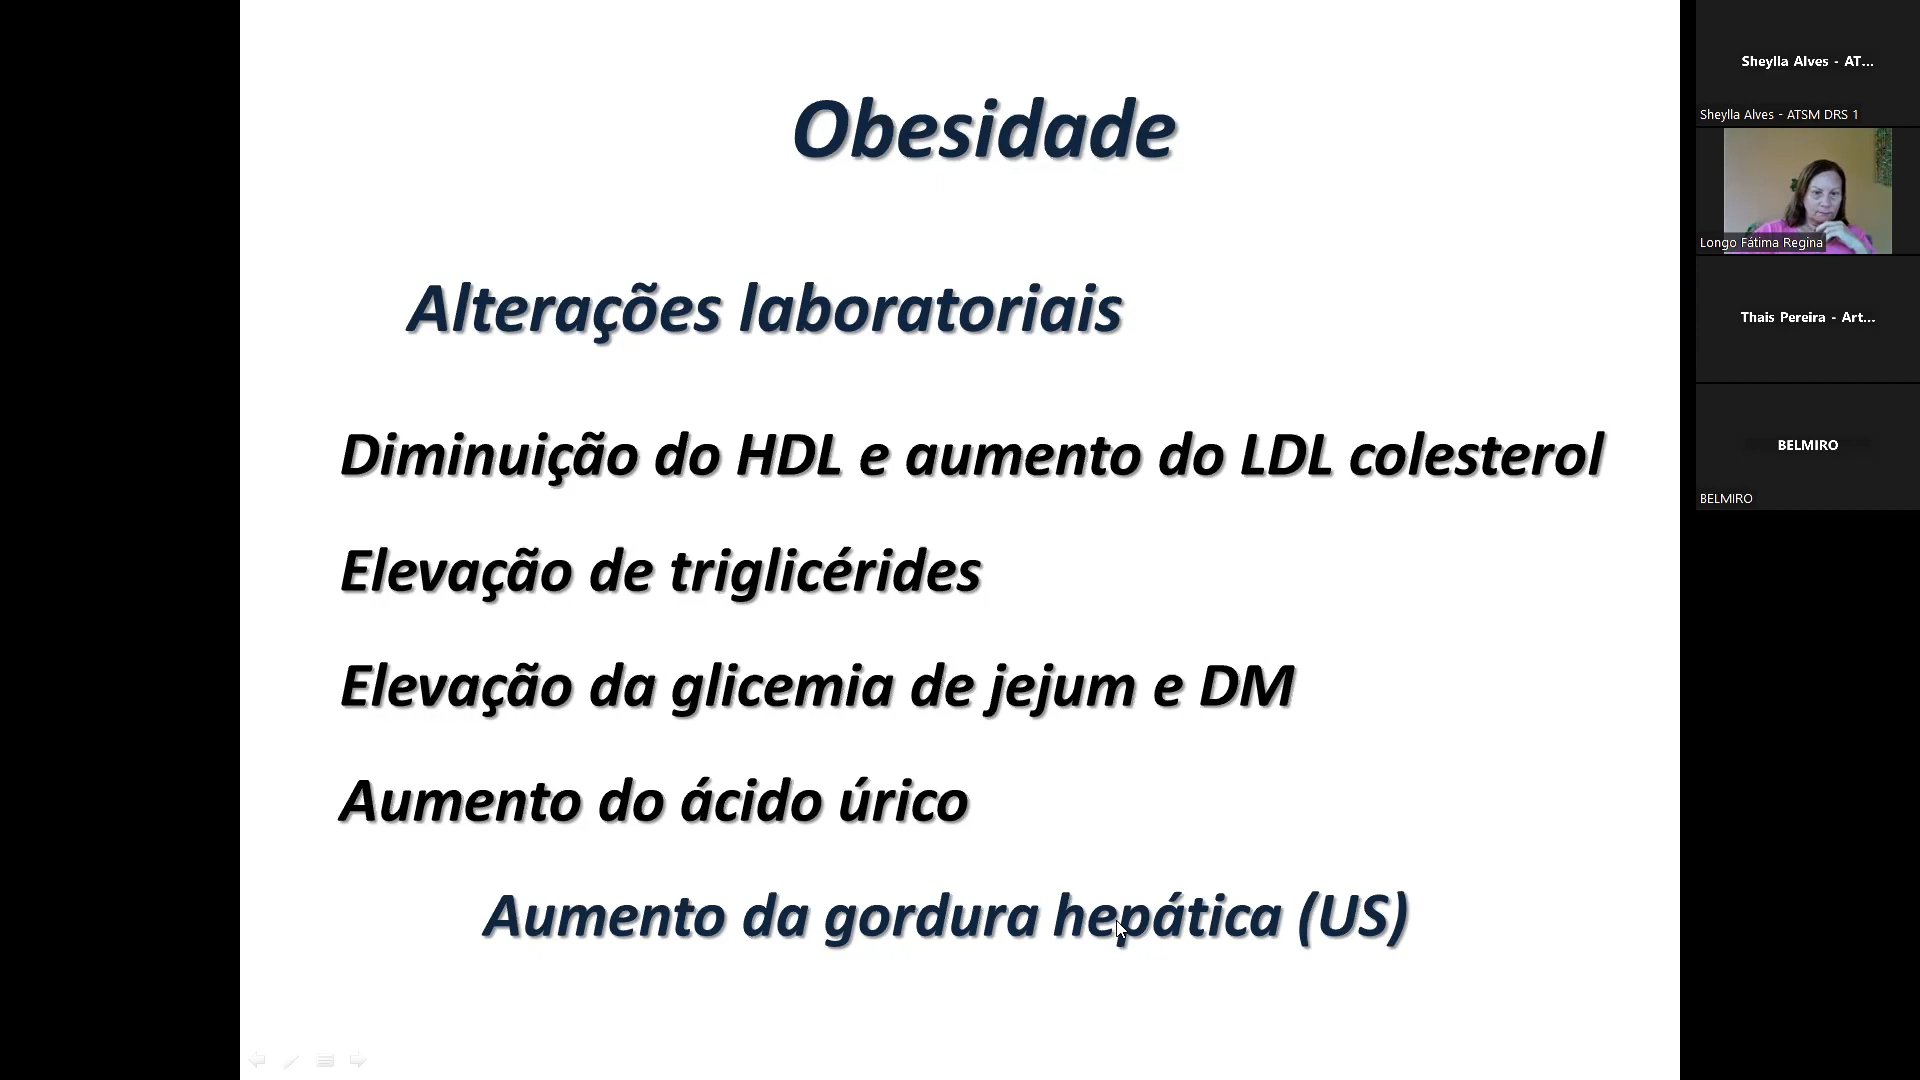 Obesidade
Alterações laboratoriais
Diminuição do HDL e aumento do LDL colesterol
Elevação de triglicérides
Elevação da glicemia de jejum e DM
Aumento do ácido úrico
Aumento da gordura hepática (US)
Sheylla Alves - AT...
Sheylla Alves - ATSM DRS 1
Longo Fátima Regina
Thais Pereira - Art...
BELMIRO
BELMIRO